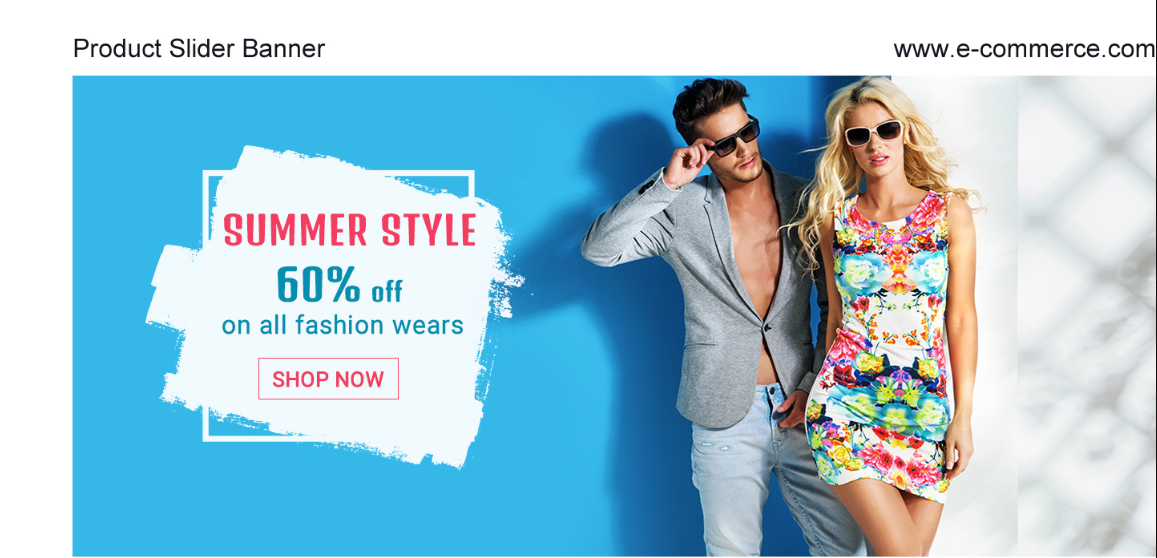 Product Slider Banner
www.e-commerce.com
SUMMER STYLE
60% off
on all fashion wears
SHOP NOW